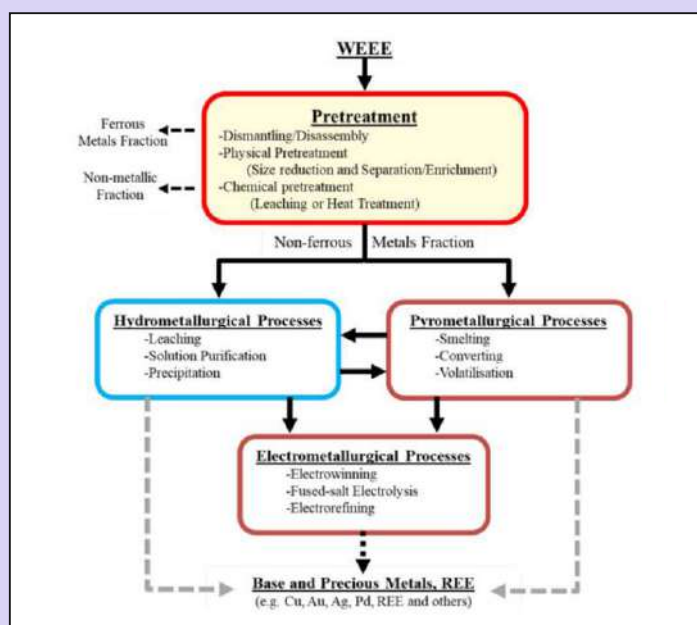 WEEE
Pretreatment
Ferrous
Metals Fraction
-Dismantling/Disassembly
-Physical Pretreatment
(Size reduction and Separation/Enrichment)
Non-metallic
Fraction
-Chemical pretreatment
(Leaching or Heat Treatment)
Non-ferrous Metals Fraction
Hydrometallurgical Processes
-Leaching
-Solution Purification
-Precipitation
Pyrometallurgical Processes
-Smelting
-Converting
-Volatilisation
Electrometallurgical Processes
-Electrowinning
-Fused-salt Electrolysis
-Electrorefining
Base and Precious Metals, REE
(e.g. Cu, Au, Ag, Pd, REE and others)